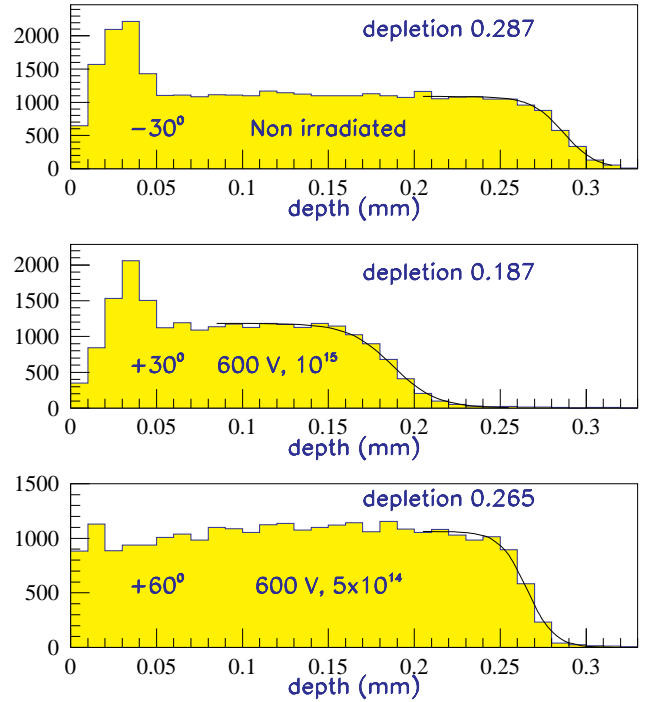 depletion 0.287
2000
1500
1000
500
0
−30⁰ Non irradiated
0 0.05 0.1 0.15 0.2 0.25 0.3
depth (mm)
depletion 0.187
2000
1500
1000
500
0
+30⁰ 600 V, 10¹⁵
0 0.05 0.1 0.15 0.2 0.25 0.3
depth (mm)
1500
depletion 0.265
1000
500
0
+60⁰ 600 V, 5x10¹⁴
0 0.05 0.1 0.15 0.2 0.25 0.3
depth (mm)